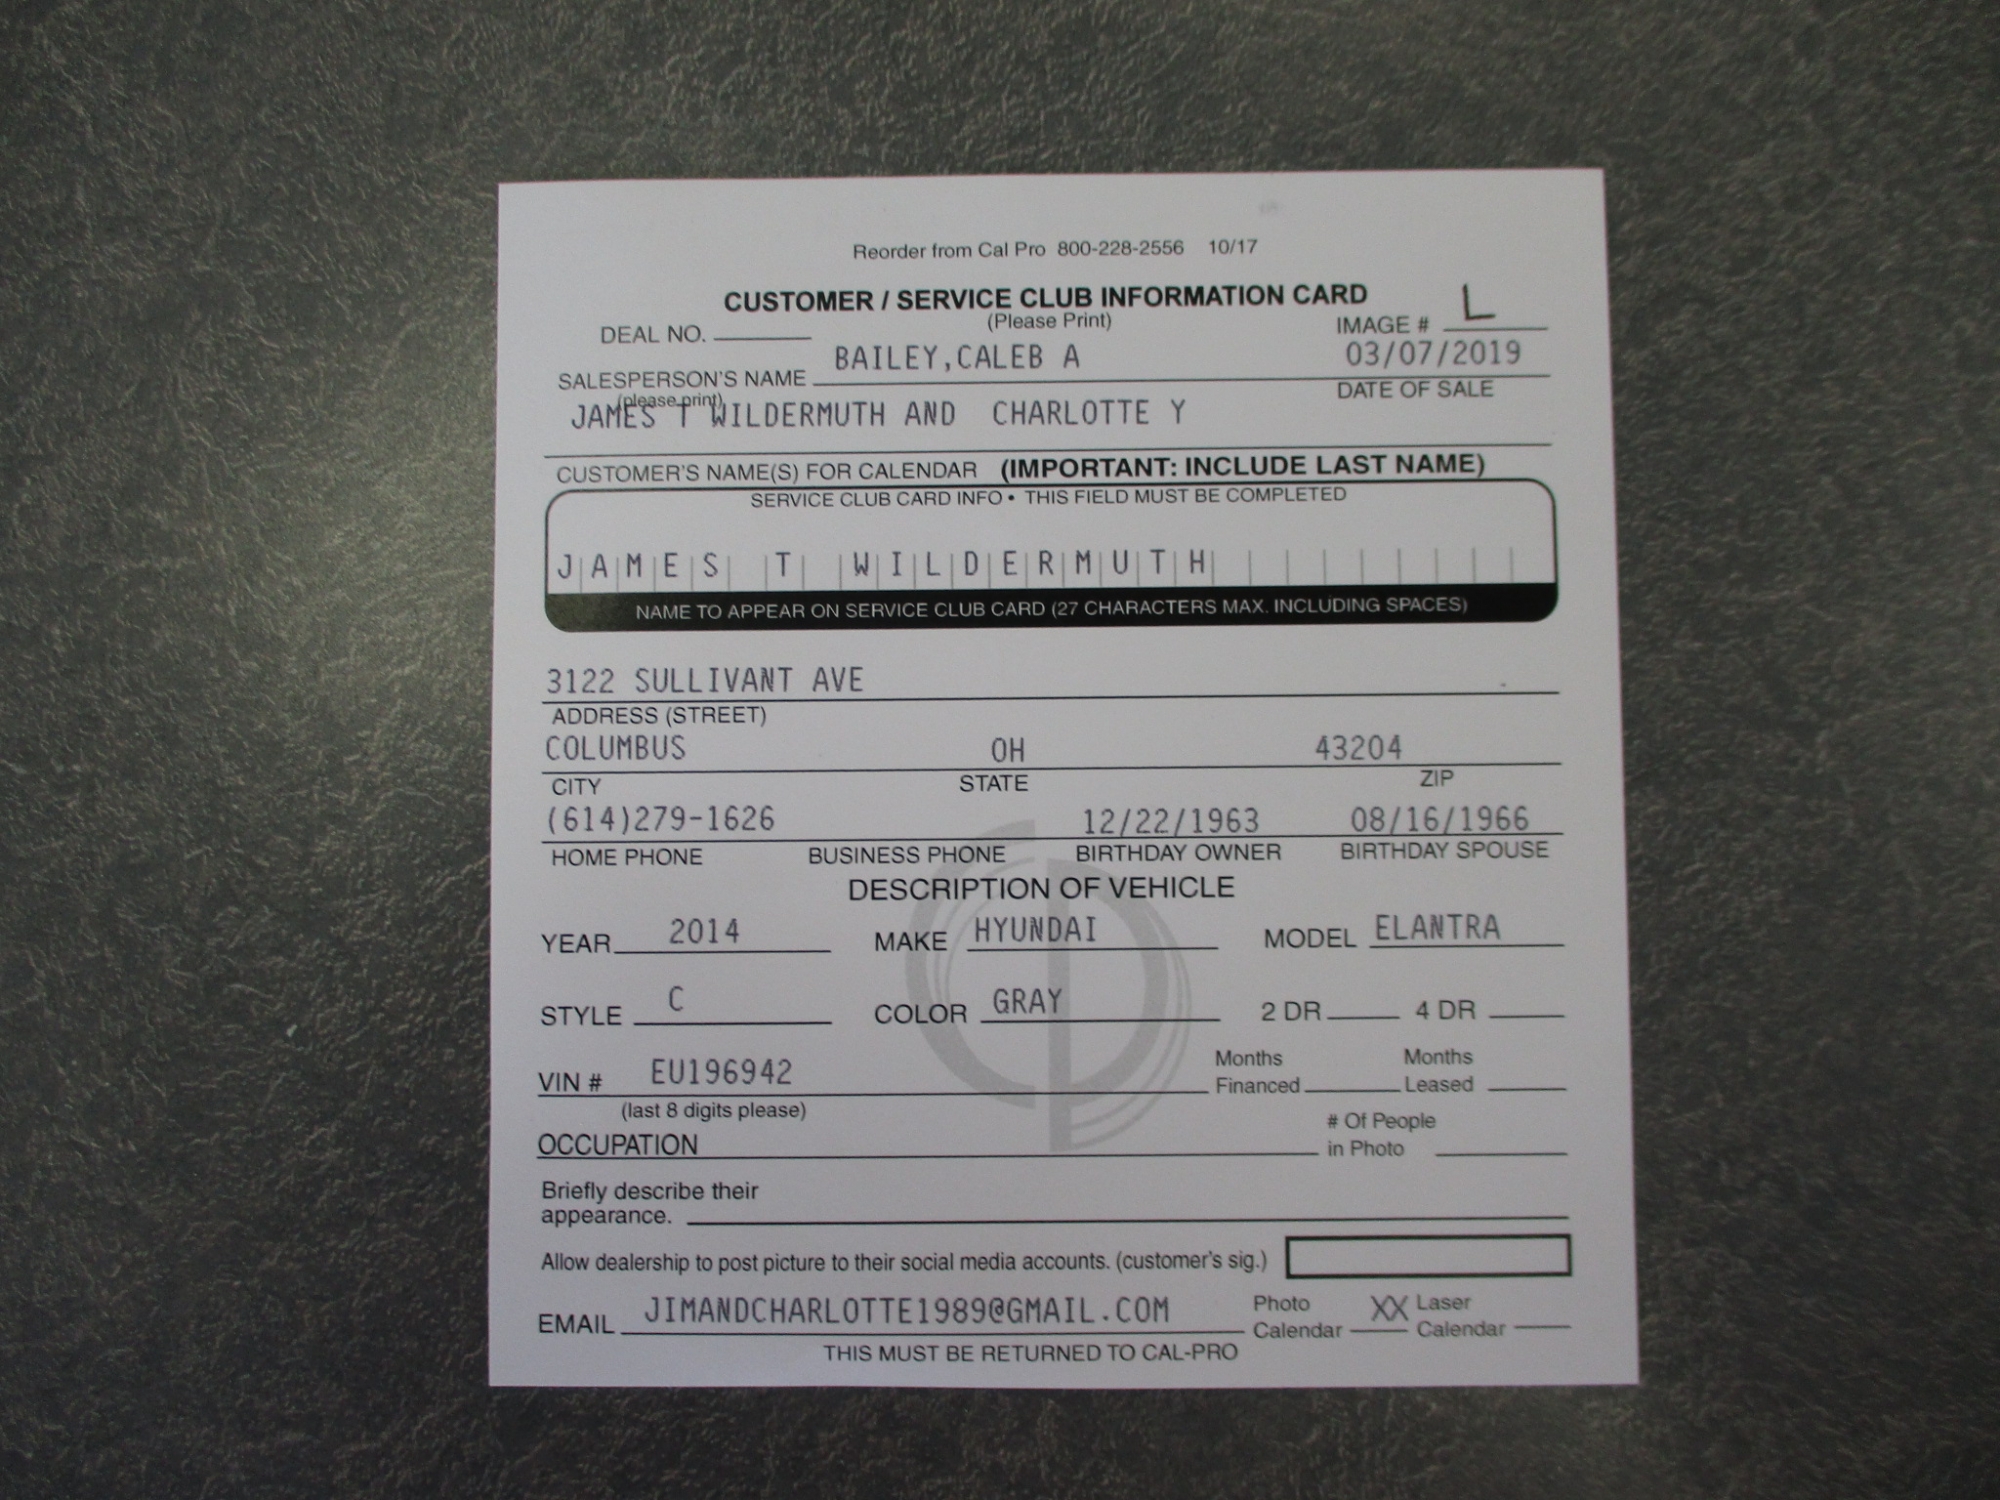 Reorder from Cal Pro 800-228-2556 10/17
CUSTOMER / SERVICE CLUB INFORMATION CARD
(Please Print)
DEAL NO.
IMAGE # L
SALESPERSON'S NAME BAILEY,CALEB A 03/07/2019
(please print) DATE OF SALE
JAMES T WILDERMUTH AND CHARLOTTE Y
CUSTOMER'S NAME(S) FOR CALENDAR (IMPORTANT: INCLUDE LAST NAME)
SERVICE CLUB CARD INFO • THIS FIELD MUST BE COMPLETED
JAMES T WILDERMUTH
NAME TO APPEAR ON SERVICE CLUB CARD (27 CHARACTERS MAX. INCLUDING SPACES)
3122 SULLIVANT AVE
ADDRESS (STREET)
COLUMBUS OH 43204
CITY STATE ZIP
(614)279-1626 12/22/1963 08/16/1966
HOME PHONE BUSINESS PHONE BIRTHDAY OWNER BIRTHDAY SPOUSE
DESCRIPTION OF VEHICLE
YEAR 2014 MAKE HYUNDAI MODEL ELANTRA
STYLE C COLOR GRAY 2 DR 4 DR
VIN # EU196942 Months Financed Months Leased
(last 8 digits please)
OCCUPATION # Of People in Photo
Briefly describe their
appearance.
Allow dealership to post picture to their social media accounts. (customer's sig.)
EMAIL JIMANDCHARLOTTE1989@GMAIL.COM Photo Calendar XX Laser Calendar
THIS MUST BE RETURNED TO CAL-PRO